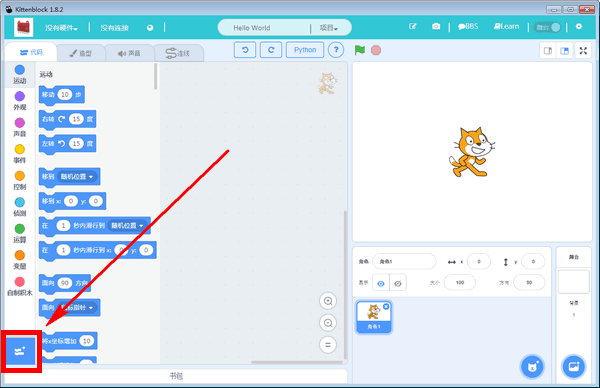 Kittenblock 1.8.2
没有硬件 没有连接 Hello World 项目 BBS Learn 舞台
代码 造型 声音 连线 Python ?
运动
运动
外观
声音
事件
控制
侦测
运算
变量
自制积木
移动 10 步
右转 15 度
左转 15 度
移到 随机位置
移到 x: 0 y: 0
在 1 秒内滑行到 随机位置
在 1 秒内滑行到 x: 0 y: 0
面向 90 方向
面向 标指针
将x坐标增加 10
书包
角色 角色1 x 0 y 0
显示 大小 100 方向 90
角色1
舞台
背景
1